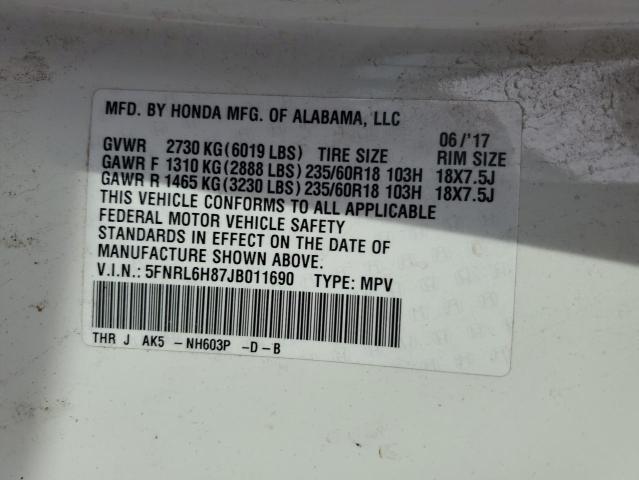 MFD. BY HONDA MFG. OF ALABAMA, LLC 06/'17
GVWR 2730 KG(6019 LBS) TIRE SIZE RIM SIZE
GAWR F 1310 KG(2888 LBS) 235/60R18 103H 18X7.5J
GAWR R 1465 KG(3230 LBS) 235/60R18 103H 18X7.5J
THIS VEHICLE CONFORMS TO ALL APPLICABLE
FEDERAL MOTOR VEHICLE SAFETY
STANDARDS IN EFFECT ON THE DATE OF
MANUFACTURE SHOWN ABOVE.
V.I.N.: 5FNRL6H87JB011690 TYPE: MPV
THR J AK5 - NH603P -D-B